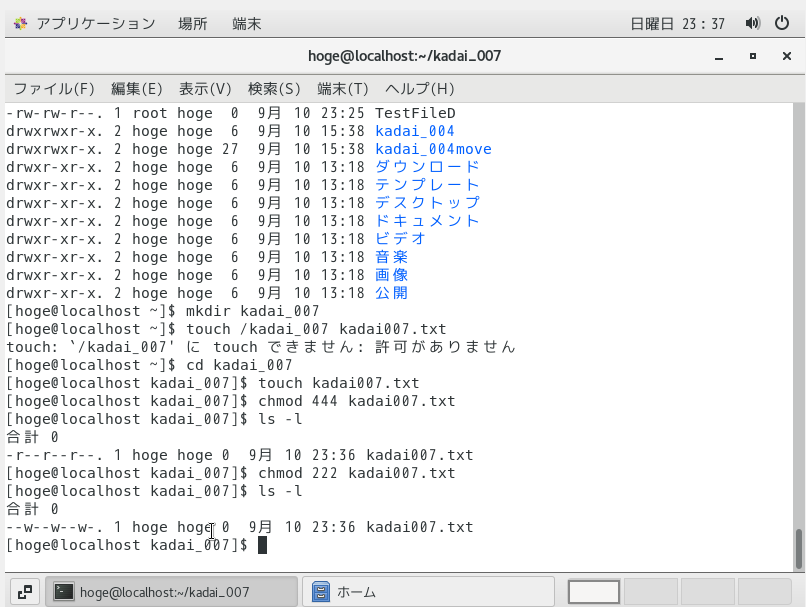 アプリケーション 場所 端末 日曜日 23：37
hoge@localhost:~/kadai_007
ファイル(F) 編集(E) 表示(V) 検索(S) 端末(T) ヘルプ(H)
-rw-rw-r--. 1 root hoge  0  9月 10 23:25 TestFileD
drwxrwxr-x. 2 hoge hoge  6  9月 10 15:38 kadai_004
drwxrwxr-x. 2 hoge hoge 27  9月 10 15:38 kadai_004move
drwxr-xr-x. 2 hoge hoge  6  9月 10 13:18 ダウンロード
drwxr-xr-x. 2 hoge hoge  6  9月 10 13:18 テンプレート
drwxr-xr-x. 2 hoge hoge  6  9月 10 13:18 デスクトップ
drwxr-xr-x. 2 hoge hoge  6  9月 10 13:18 ドキュメント
drwxr-xr-x. 2 hoge hoge  6  9月 10 13:18 ビデオ
drwxr-xr-x. 2 hoge hoge  6  9月 10 13:18 音楽
drwxr-xr-x. 2 hoge hoge  6  9月 10 13:18 画像
drwxr-xr-x. 2 hoge hoge  6  9月 10 13:18 公開
[hoge@localhost ~]$ mkdir kadai_007
[hoge@localhost ~]$ touch /kadai_007 kadai007.txt
touch: `/kadai_007' に touch できません: 許可がありません
[hoge@localhost ~]$ cd kadai_007
[hoge@localhost kadai_007]$ touch kadai007.txt
[hoge@localhost kadai_007]$ chmod 444 kadai007.txt
[hoge@localhost kadai_007]$ ls -l
合計 0
-r--r--r--. 1 hoge hoge 0  9月 10 23:36 kadai007.txt
[hoge@localhost kadai_007]$ chmod 222 kadai007.txt
[hoge@localhost kadai_007]$ ls -l
合計 0
--w--w--w-. 1 hoge hoge 0  9月 10 23:36 kadai007.txt
[hoge@localhost kadai_007]$
hoge@localhost:~/kadai_007 ホーム